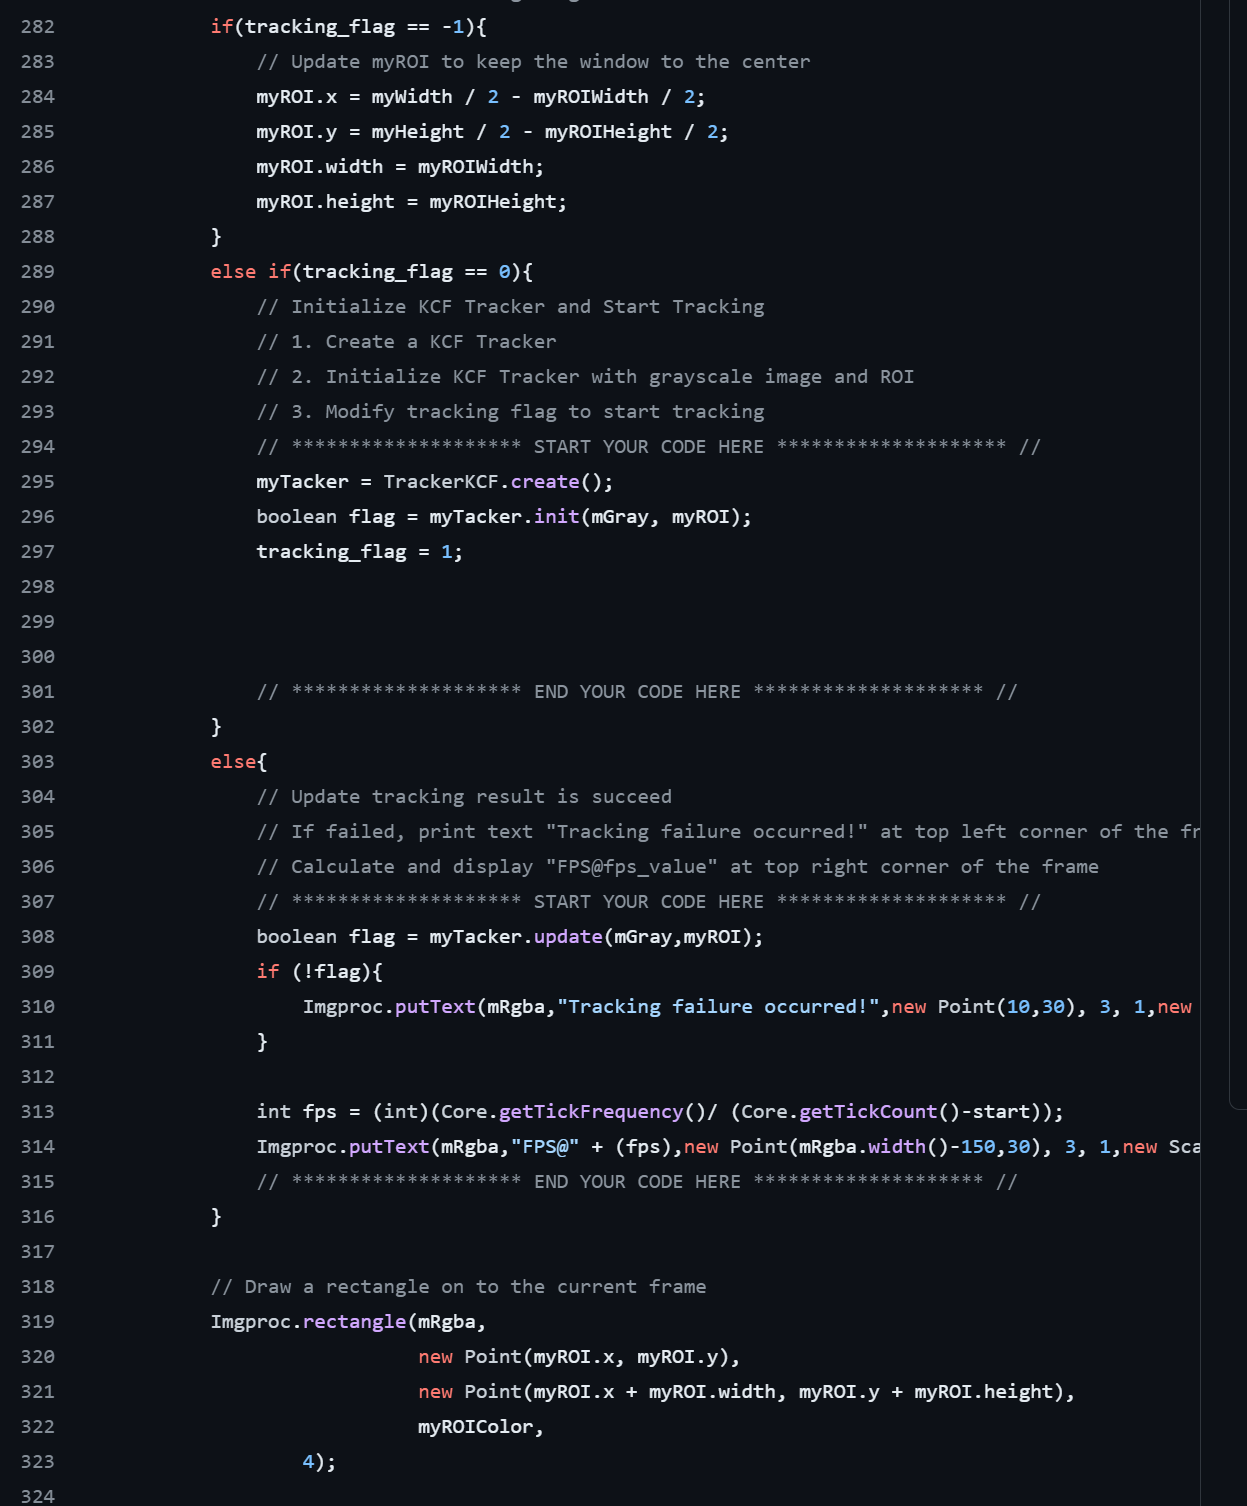 282 if(tracking_flag == -1){
283 // Update myROI to keep the window to the center
284 myROI.x = myWidth / 2 - myROIWidth / 2;
285 myROI.y = myHeight / 2 - myROIHeight / 2;
286 myROI.width = myROIWidth;
287 myROI.height = myROIHeight;
288 }
289 else if(tracking_flag == 0){
290 // Initialize KCF Tracker and Start Tracking
291 // 1. Create a KCF Tracker
292 // 2. Initialize KCF Tracker with grayscale image and ROI
293 // 3. Modify tracking flag to start tracking
294 // ******************** START YOUR CODE HERE ******************** //
295 myTacker = TrackerKCF.create();
296 boolean flag = myTacker.init(mGray, myROI);
297 tracking_flag = 1;
298
299
300
301 // ******************** END YOUR CODE HERE ******************** //
302 }
303 else{
304 // Update tracking result is succeed
305 // If failed, print text "Tracking failure occurred!" at top left corner of the fr
306 // Calculate and display "FPS@fps_value" at top right corner of the frame
307 // ******************** START YOUR CODE HERE ******************** //
308 boolean flag = myTacker.update(mGray,myROI);
309 if (!flag){
310 Imgproc.putText(mRgba,"Tracking failure occurred!",new Point(10,30), 3, 1,new
311 }
312
313 int fps = (int)(Core.getTickFrequency()/ (Core.getTickCount()-start));
314 Imgproc.putText(mRgba,"FPS@" + (fps),new Point(mRgba.width()-150,30), 3, 1,new Sca
315 // ******************** END YOUR CODE HERE ******************** //
316 }
317
318 // Draw a rectangle on to the current frame
319 Imgproc.rectangle(mRgba,
320 new Point(myROI.x, myROI.y),
321 new Point(myROI.x + myROI.width, myROI.y + myROI.height),
322 myROIColor,
323 4);
324